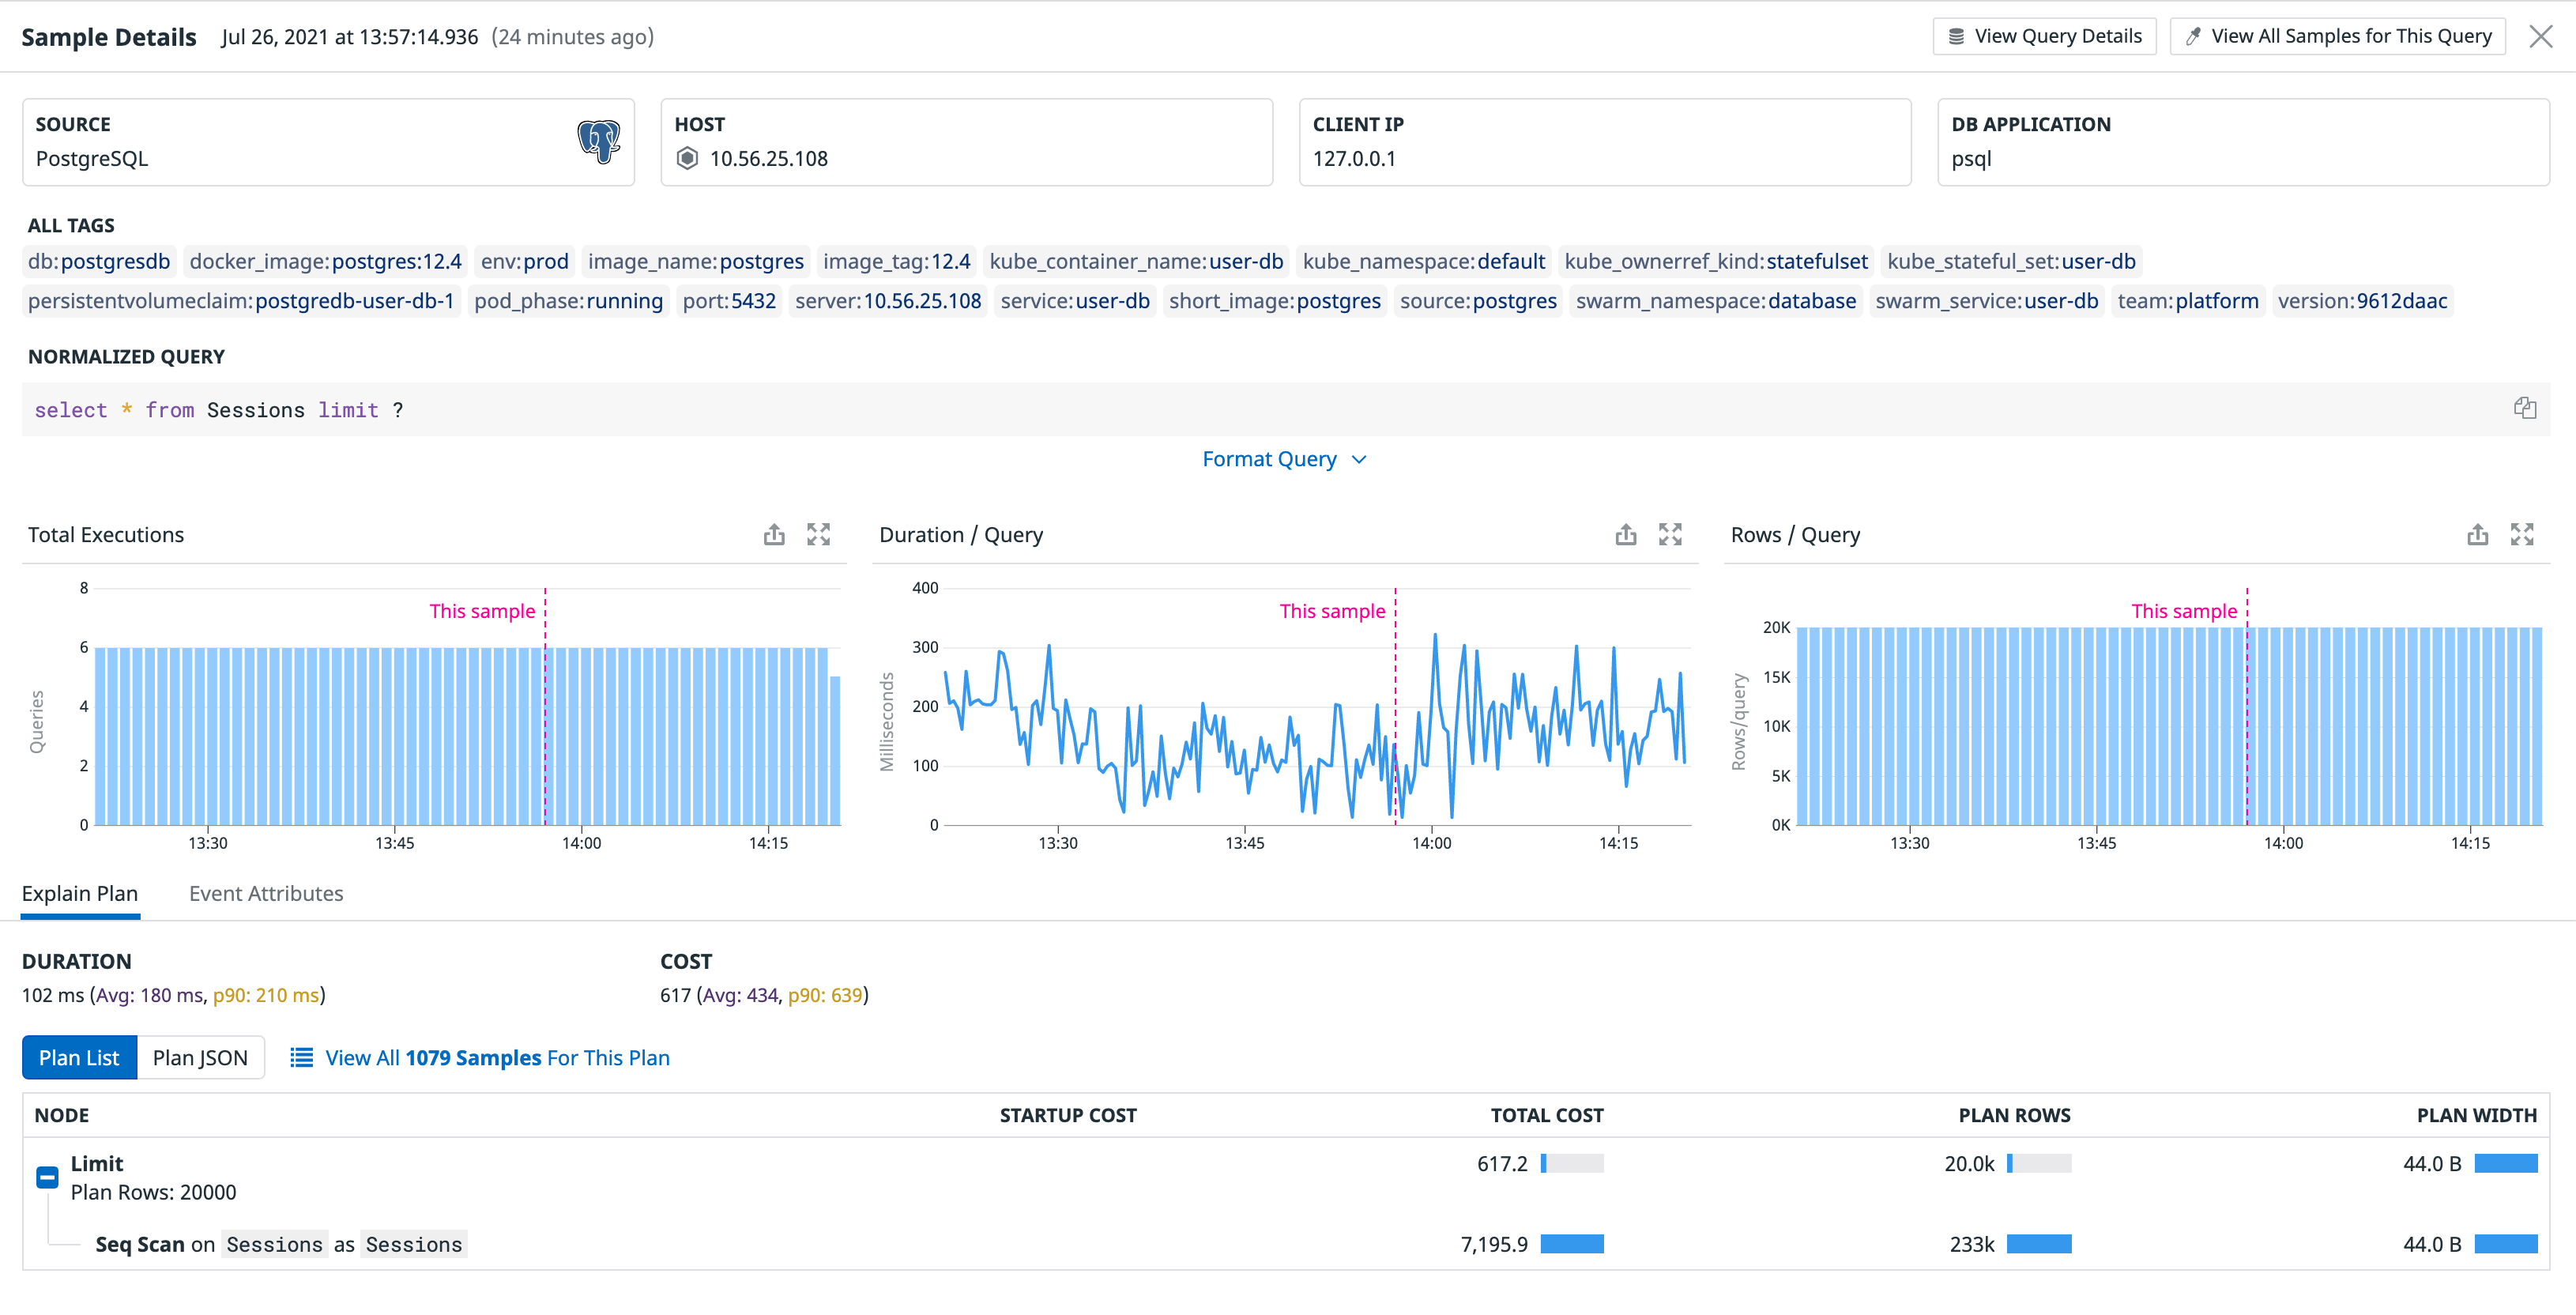 Sample Details Jul 26, 2021 at 13:57:14.936 (24 minutes ago) View Query Details View All Samples for This Query
SOURCE
PostgreSQL
HOST
10.56.25.108
CLIENT IP
127.0.0.1
DB APPLICATION
psql
ALL TAGS
db:postgresdb docker_image:postgres:12.4 env:prod image_name:postgres image_tag:12.4 kube_container_name:user-db kube_namespace:default kube_ownerref_kind:statefulset kube_stateful_set:user-db
persistentvolumeclaim:postgredb-user-db-1 pod_phase:running port:5432 server:10.56.25.108 service:user-db short_image:postgres source:postgres swarm_namespace:database swarm_service:user-db team:platform version:9612daac
NORMALIZED QUERY
select * from Sessions limit ?
Format Query
Total Executions
8
6
4
2
0
Queries
This sample
13:30 13:45 14:00 14:15
Duration / Query
400
300
200
100
0
Milliseconds
This sample
13:30 13:45 14:00 14:15
Rows / Query
20K
15K
10K
5K
0K
Rows/query
This sample
13:30 13:45 14:00 14:15
Explain Plan Event Attributes
DURATION
102 ms (Avg: 180 ms, p90: 210 ms)
COST
617 (Avg: 434, p90: 639)
Plan List Plan JSON View All 1079 Samples For This Plan
NODE STARTUP COST TOTAL COST PLAN ROWS PLAN WIDTH
Limit 617.2 20.0k 44.0 B
Plan Rows: 20000
Seq Scan on Sessions as Sessions 7,195.9 233k 44.0 B